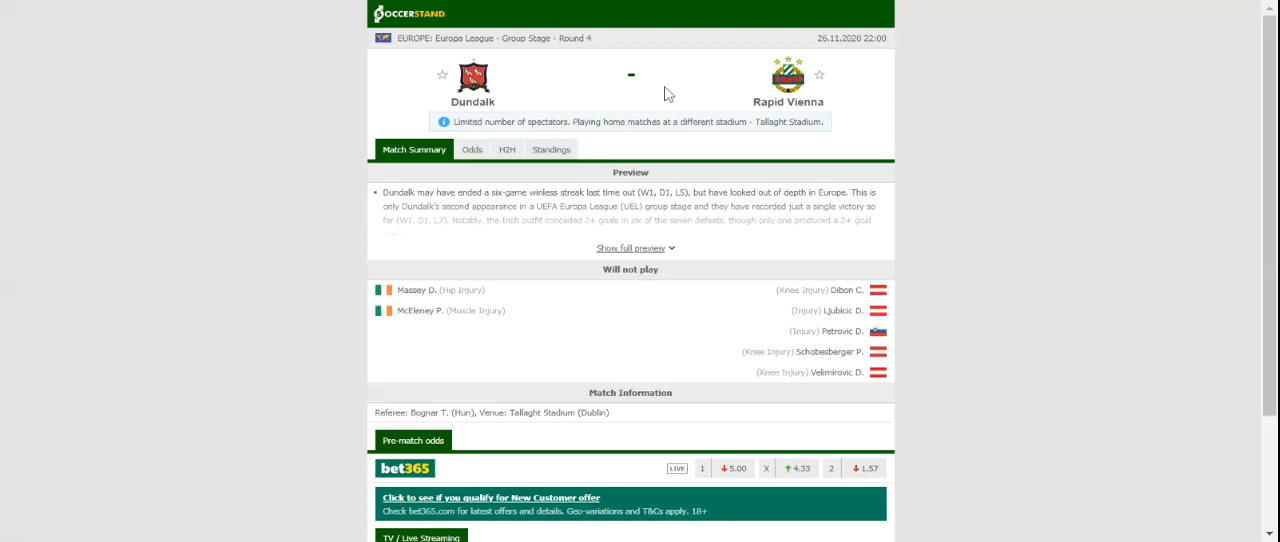 SOCCERSTAND
EUROPE: Europa League - Group Stage - Round 4 26.11.2020 22:00
-
Dundalk Rapid Vienna
Limited number of spectators. Playing home matches at a different stadium - Tallaght Stadium.
Match Summary Odds H2H Standings
Preview
Dundalk may have ended a six-game winless streak last time out (W1, D1, L5), but have looked out of depth in Europe. This is
only Dundalk's second appearance in a UEFA Europa League (UEL) group stage and they have recorded just a single victory so
far (W1, D1, L7). Notably, the Irish outfit conceded 2+ goals in six of the seven defeats, though only one produced a 2+ goal
Show full preview
Will not play
Massey D. (Hip Injury) (Knee Injury) Dibon C.
McEleney P. (Muscle Injury) (Injury) Ljubicic D.
(Injury) Petrovic D.
(Knee Injury) Schobesberger P.
(Knee Injury) Velimirovic D.
Match Information
Referee: Bognar T. (Hun), Venue: Tallaght Stadium (Dublin)
Pre-match odds
bet365 LIVE 1 5.00 X 4.33 2 1.57
Click to see if you qualify for New Customer offer
Check bet365.com for latest offers and details. Geo-variations and T&Cs apply. 18+
TV / Live Streaming